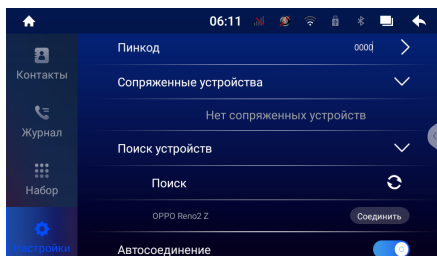 06:11
Пинкод 0000
Контакты
Сопряженные устройства
Нет сопряженных устройств
Журнал
Поиск устройств
Поиск
Набор
OPPO Reno2 Z Соединить
Настройки
Автосоединение